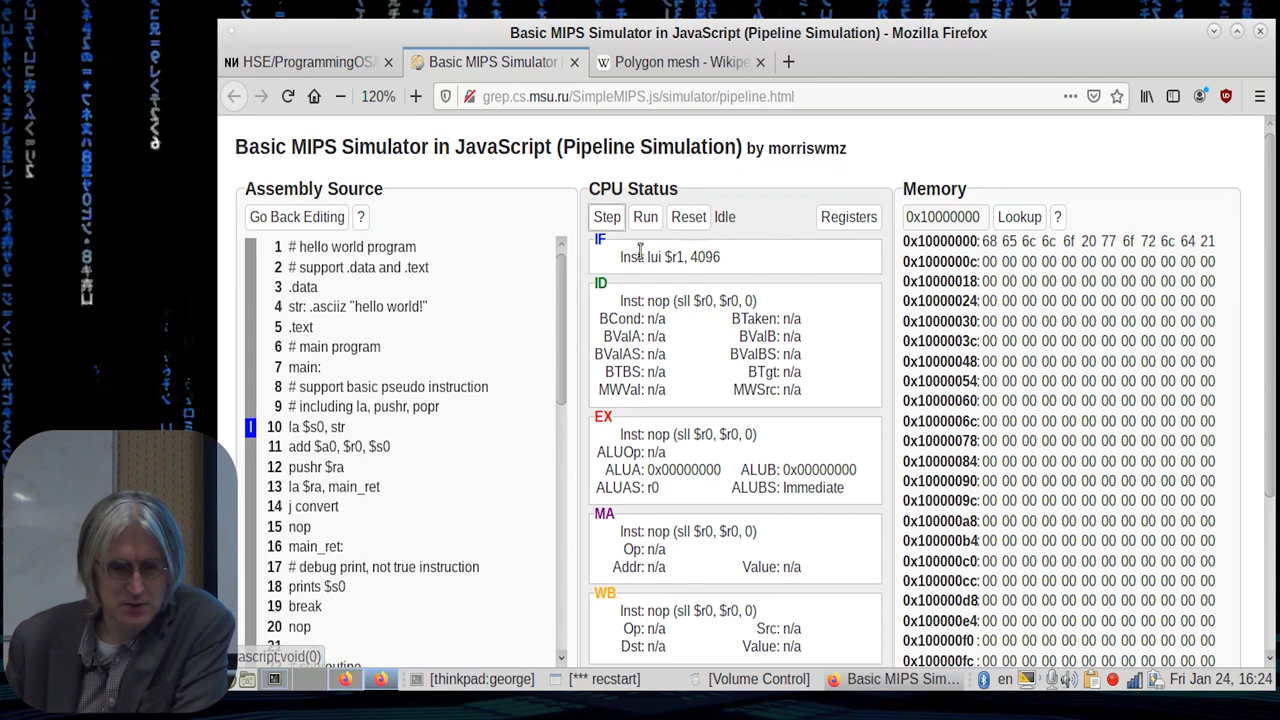 Basic MIPS Simulator in JavaScript (Pipeline Simulation) - Mozilla Firefox
HSE/ProgrammingOS/
Basic MIPS Simulator
Polygon mesh - Wikipe
120%
grep.cs.msu.ru/SimpleMIPS.js/simulator/pipeline.html
Basic MIPS Simulator in JavaScript (Pipeline Simulation) by morriswmz
Assembly Source
Go Back Editing ?
1 # hello world program
2 # support .data and .text
3 .data
4 str: .asciiz "hello world!"
5 .text
6 # main program
7 main:
8 # support basic pseudo instruction
9 # including la, pushr, popr
I 10 la $s0, str
11 add $a0, $r0, $s0
12 pushr $ra
13 la $ra, main_ret
14 j convert
15 nop
16 main_ret:
17 # debug print, not true instruction
18 prints $s0
19 break
20 nop
ascript:void(0)
CPU Status
Step Run Reset Idle Registers
IF
Inst: lui $r1, 4096
ID
Inst: nop (sll $r0, $r0, 0)
BCond: n/a BTaken: n/a
BValA: n/a BValB: n/a
BValAS: n/a BValBS: n/a
BTBS: n/a BTgt: n/a
MWVal: n/a MWSrc: n/a
EX
Inst: nop (sll $r0, $r0, 0)
ALUOp: n/a
ALUA: 0x00000000 ALUB: 0x00000000
ALUAS: r0 ALUBS: Immediate
MA
Inst: nop (sll $r0, $r0, 0)
Op: n/a
Addr: n/a Value: n/a
WB
Inst: nop (sll $r0, $r0, 0)
Op: n/a Src: n/a
Dst: n/a Value: n/a
Memory
0x10000000 Lookup ?
0x10000000: 68 65 6c 6c 6f 20 77 6f 72 6c 64 21
0x1000000c: 00 00 00 00 00 00 00 00 00 00 00 00
0x10000018: 00 00 00 00 00 00 00 00 00 00 00 00
0x10000024: 00 00 00 00 00 00 00 00 00 00 00 00
0x10000030: 00 00 00 00 00 00 00 00 00 00 00 00
0x1000003c: 00 00 00 00 00 00 00 00 00 00 00 00
0x10000048: 00 00 00 00 00 00 00 00 00 00 00 00
0x10000054: 00 00 00 00 00 00 00 00 00 00 00 00
0x10000060: 00 00 00 00 00 00 00 00 00 00 00 00
0x1000006c: 00 00 00 00 00 00 00 00 00 00 00 00
0x10000078: 00 00 00 00 00 00 00 00 00 00 00 00
0x10000084: 00 00 00 00 00 00 00 00 00 00 00 00
0x10000090: 00 00 00 00 00 00 00 00 00 00 00 00
0x1000009c: 00 00 00 00 00 00 00 00 00 00 00 00
0x100000a8: 00 00 00 00 00 00 00 00 00 00 00 00
0x100000b4: 00 00 00 00 00 00 00 00 00 00 00 00
0x100000c0: 00 00 00 00 00 00 00 00 00 00 00 00
0x100000cc: 00 00 00 00 00 00 00 00 00 00 00 00
0x100000d8: 00 00 00 00 00 00 00 00 00 00 00 00
0x100000e4: 00 00 00 00 00 00 00 00 00 00 00 00
0x100000f0: 00 00 00 00 00 00 00 00 00 00 00 00
0x100000fc: 00 00 00 00 00 00 00 00 00 00 00 00
[thinkpad:george] [*** recstart] [Volume Control] Basic MIPS Sim... en Fri Jan 24, 16:24